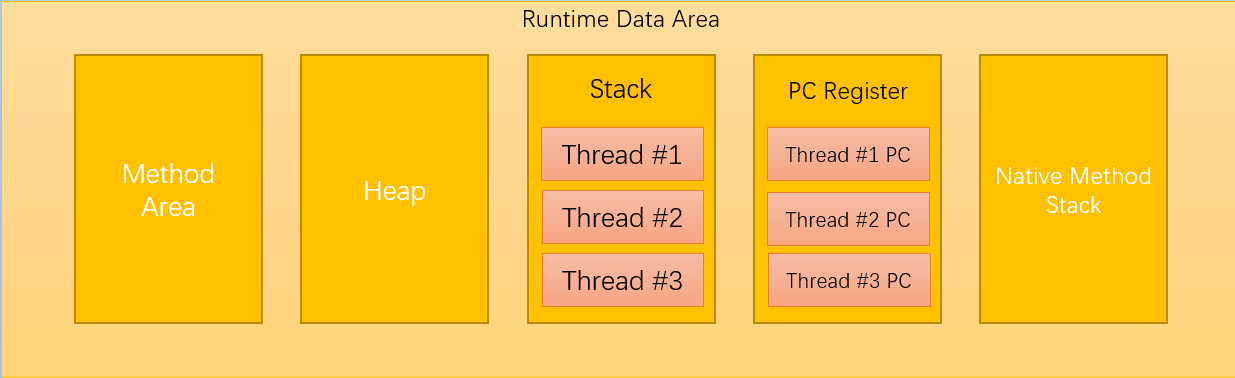 Runtime Data Area
Method
Area
Heap
Stack
Thread #1
Thread #2
Thread #3
PC Register
Thread #1 PC
Thread #2 PC
Thread #3 PC
Native Method
Stack